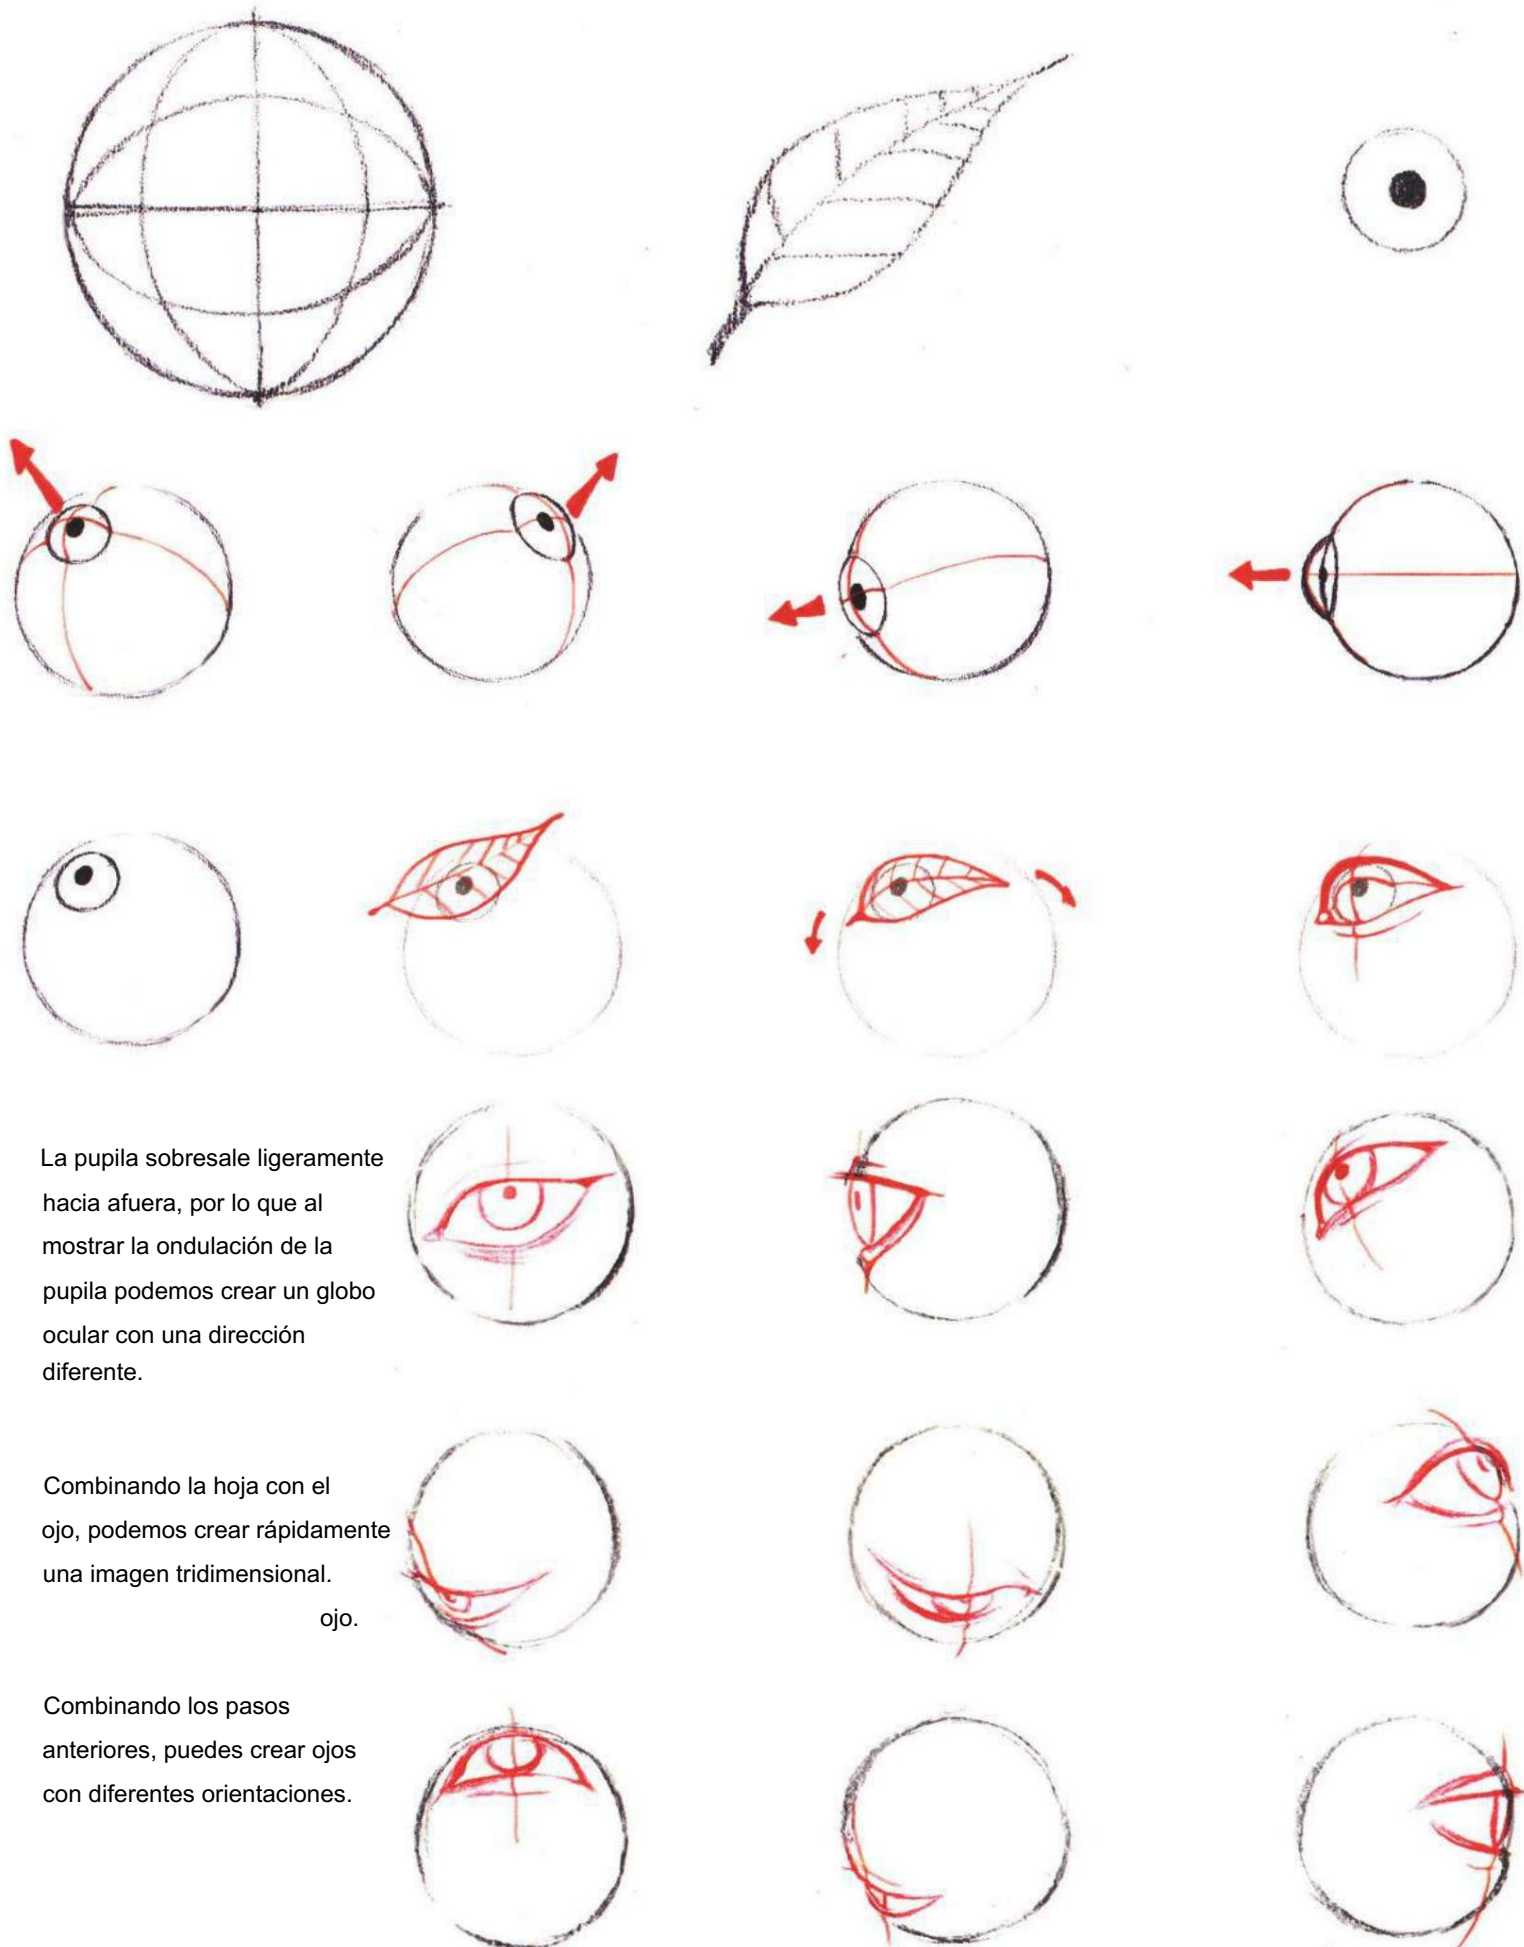 La pupila sobresale ligeramente
hacia afuera, por lo que al
mostrar la ondulación de la
pupila podemos crear un globo
ocular con una dirección
diferente.
Combinando la hoja con el
ojo, podemos crear rápidamente
una imagen tridimensional.
ojo.
Combinando los pasos
anteriores, puedes crear ojos
con diferentes orientaciones.